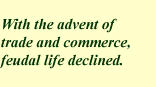 With the advent of
trade and commerce,
feudal life declined.